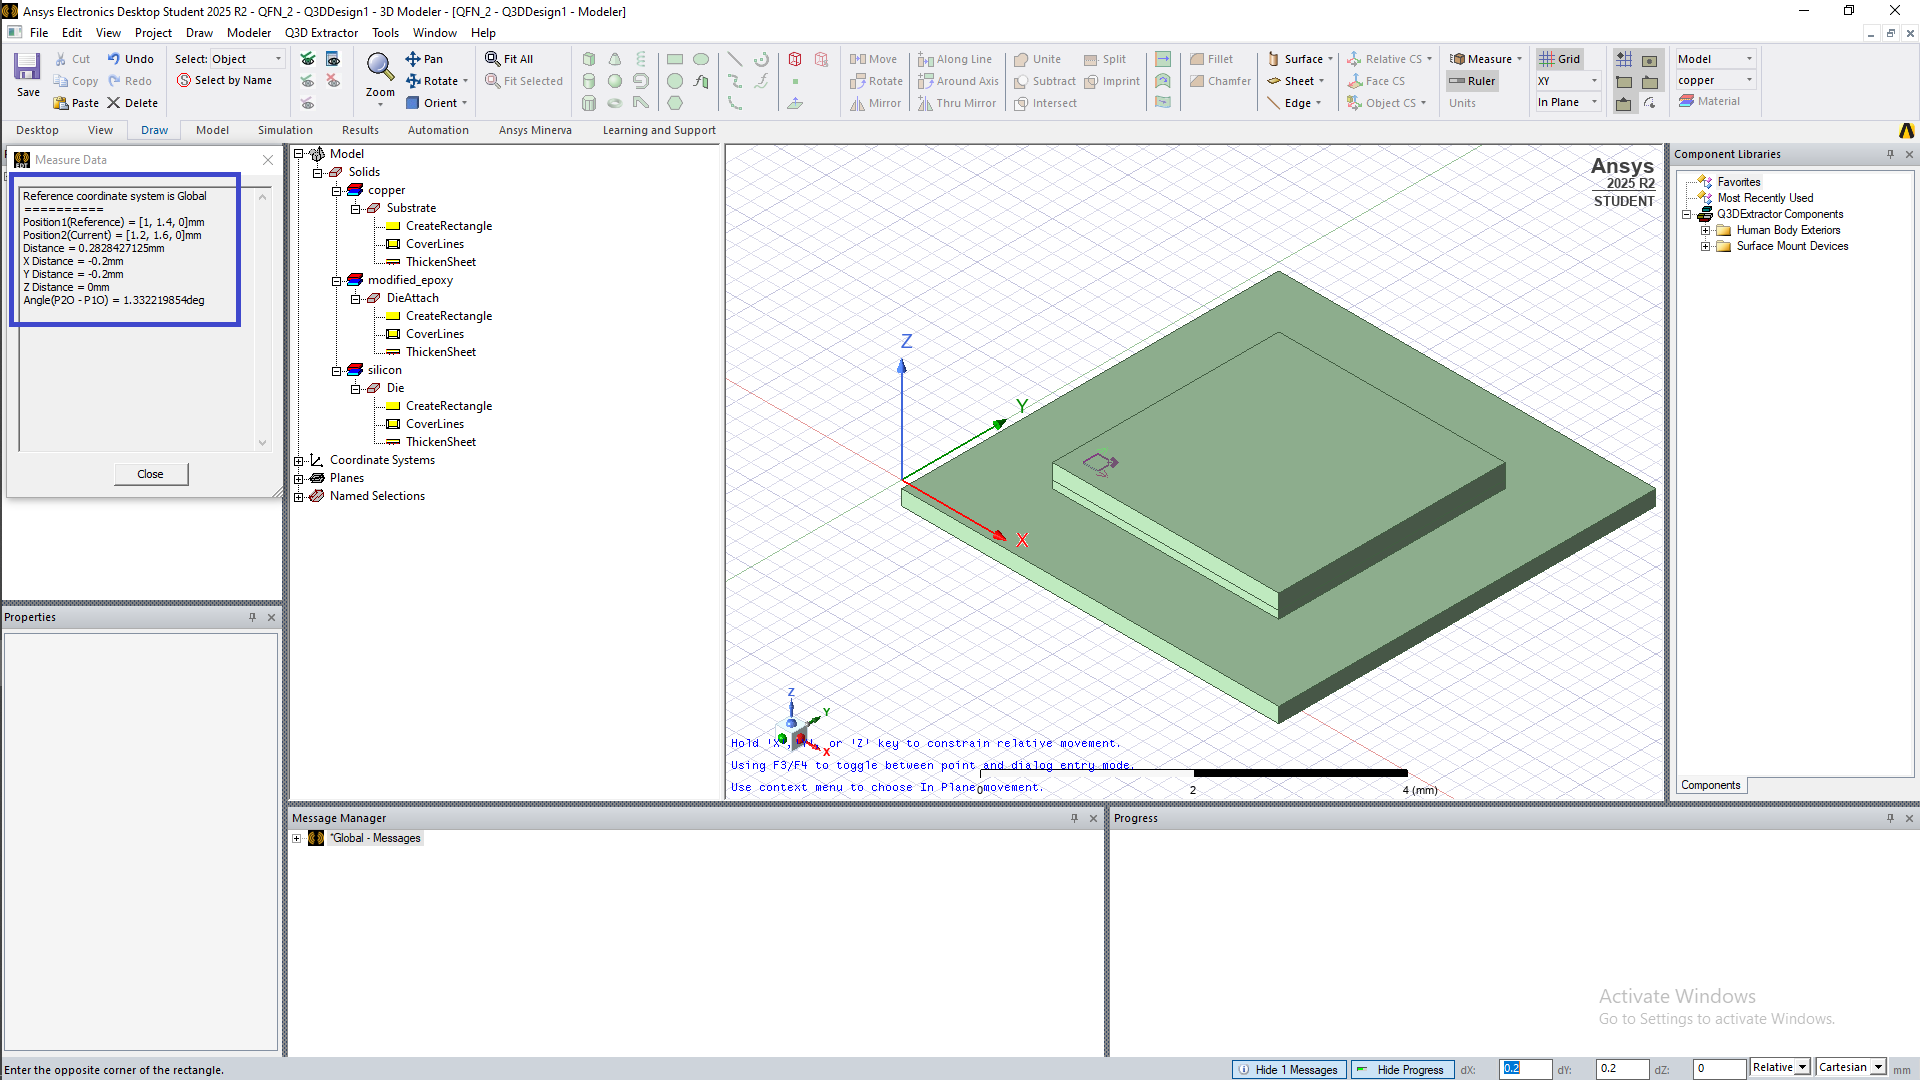 Ansys Electronics Desktop Student 2025 R2 - QFN_2 - Q3DDesign1 - 3D Modeler - [QFN_2 - Q3DDesign1 - Modeler]
File Edit View Project Draw Modeler Q3D Extractor Tools Window Help
Save
Cut
Copy
Paste
Undo
Redo
Delete
Select: Object
Select by Name
Zoom
Pan
Rotate
Orient
Fit All
Fit Selected
Move
Rotate
Mirror
Along Line
Around Axis
Thru Mirror
Unite
Subtract
Intersect
Split
Imprint
Fillet
Chamfer
Surface
Sheet
Edge
Relative CS
Face CS
Object CS
Measure
Ruler
Units
Grid
XY
In Plane
Model
copper
Material
Desktop View Draw Model Simulation Results Automation Ansys Minerva Learning and Support
EDT
Measure Data
Reference coordinate system is Global
==========
Position1(Reference) = [1, 1.4, 0]mm
Position2(Current) = [1.2, 1.6, 0]mm
Distance = 0.2828427125mm
X Distance = -0.2mm
Y Distance = -0.2mm
Z Distance = 0mm
Angle(P2O - P1O) = 1.332219854deg
Close
Properties
Model
Solids
copper
Substrate
CreateRectangle
CoverLines
ThickenSheet
modified_epoxy
DieAttach
CreateRectangle
CoverLines
ThickenSheet
silicon
Die
CreateRectangle
CoverLines
ThickenSheet
Coordinate Systems
Planes
Named Selections
Ansys
2025 R2
STUDENT
Z
Y
X
Z
Y
X
Hold 'X', or 'Z' key to constrain relative movement.
Using F3/F4 to toggle between point and dialog entry mode.
Use context menu to choose In Plane movement.
0 2 4 (mm)
Component Libraries
Favorites
Most Recently Used
Q3DExtractor Components
Human Body Exteriors
Surface Mount Devices
Components
Message Manager
*Global - Messages
Progress
Activate Windows
Go to Settings to activate Windows.
Enter the opposite corner of the rectangle.
Hide 1 Messages
Hide Progress
dX: 0.2 dY: 0.2 dZ: 0 Relative Cartesian mm